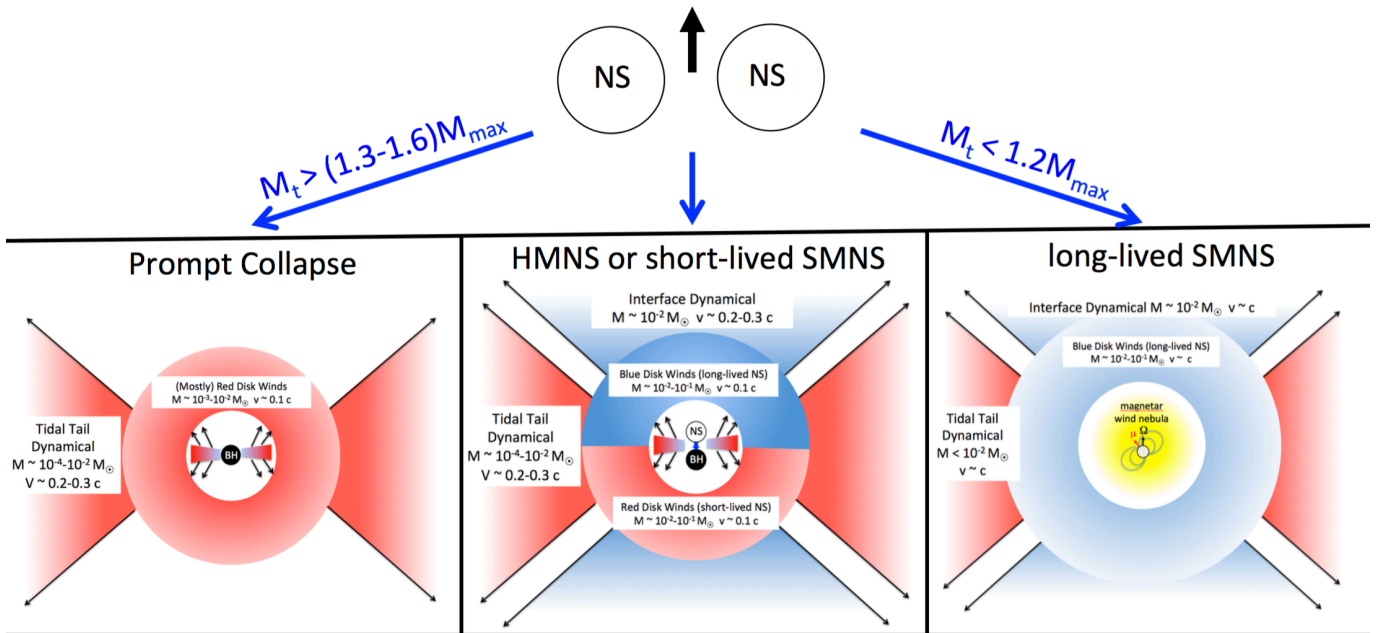 NS
NS
M_t > (1.3-1.6)M_max
M_t < 1.2M_max
Prompt Collapse
(Mostly) Red Disk Winds
M ~ 10^-3-10^-2 M_☉ v ~ 0.1 c
Tidal Tail
Dynamical
M ~ 10^-4-10^-2 M_☉
V ~ 0.2-0.3 c
BH
HMNS or short-lived SMNS
Interface Dynamical
M ~ 10^-2 M_☉ v ~ 0.2-0.3 c
Blue Disk Winds (long-lived NS)
M ~ 10^-2-10^-1 M_☉ v ~ 0.1 c
Tidal Tail
Dynamical
M ~ 10^-4-10^-2 M_☉
V ~ 0.2-0.3 c
NS
BH
Red Disk Winds (short-lived NS)
M ~ 10^-2-10^-1 M_☉ v ~ 0.1 c
long-lived SMNS
Interface Dynamical M ~ 10^-2 M_☉ v ~ c
Blue Disk Winds (long-lived NS)
M ~ 10^-2-10^-1 M_☉ v ~ c
Tidal Tail
Dynamical
M < 10^-2 M_☉
v ~ c
magnetar
wind nebula
Ω
μ